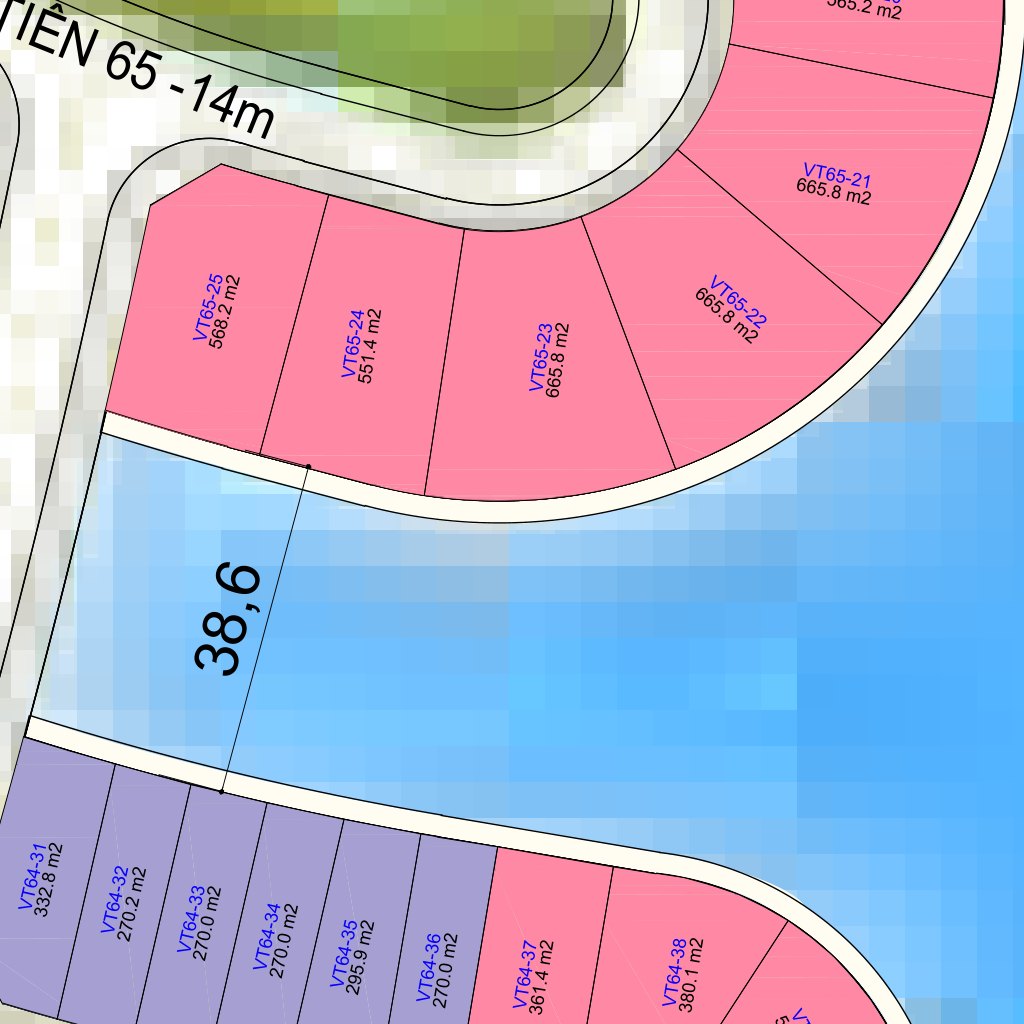 565.2 m2
TIÊN 65 -14m
VT65-21
665.8 m2
VT65-22
665.8 m2
VT65-25
568.2 m2
VT65-24
551.4 m2
VT65-23
665.8 m2
38,6
VT64-31
332.8 m2
VT64-32
270.2 m2
VT64-33
270.0 m2
VT64-34
270.0 m2
VT64-35
295.9 m2
VT64-36
270.0 m2
VT64-37
361.4 m2
VT64-38
380.1 m2